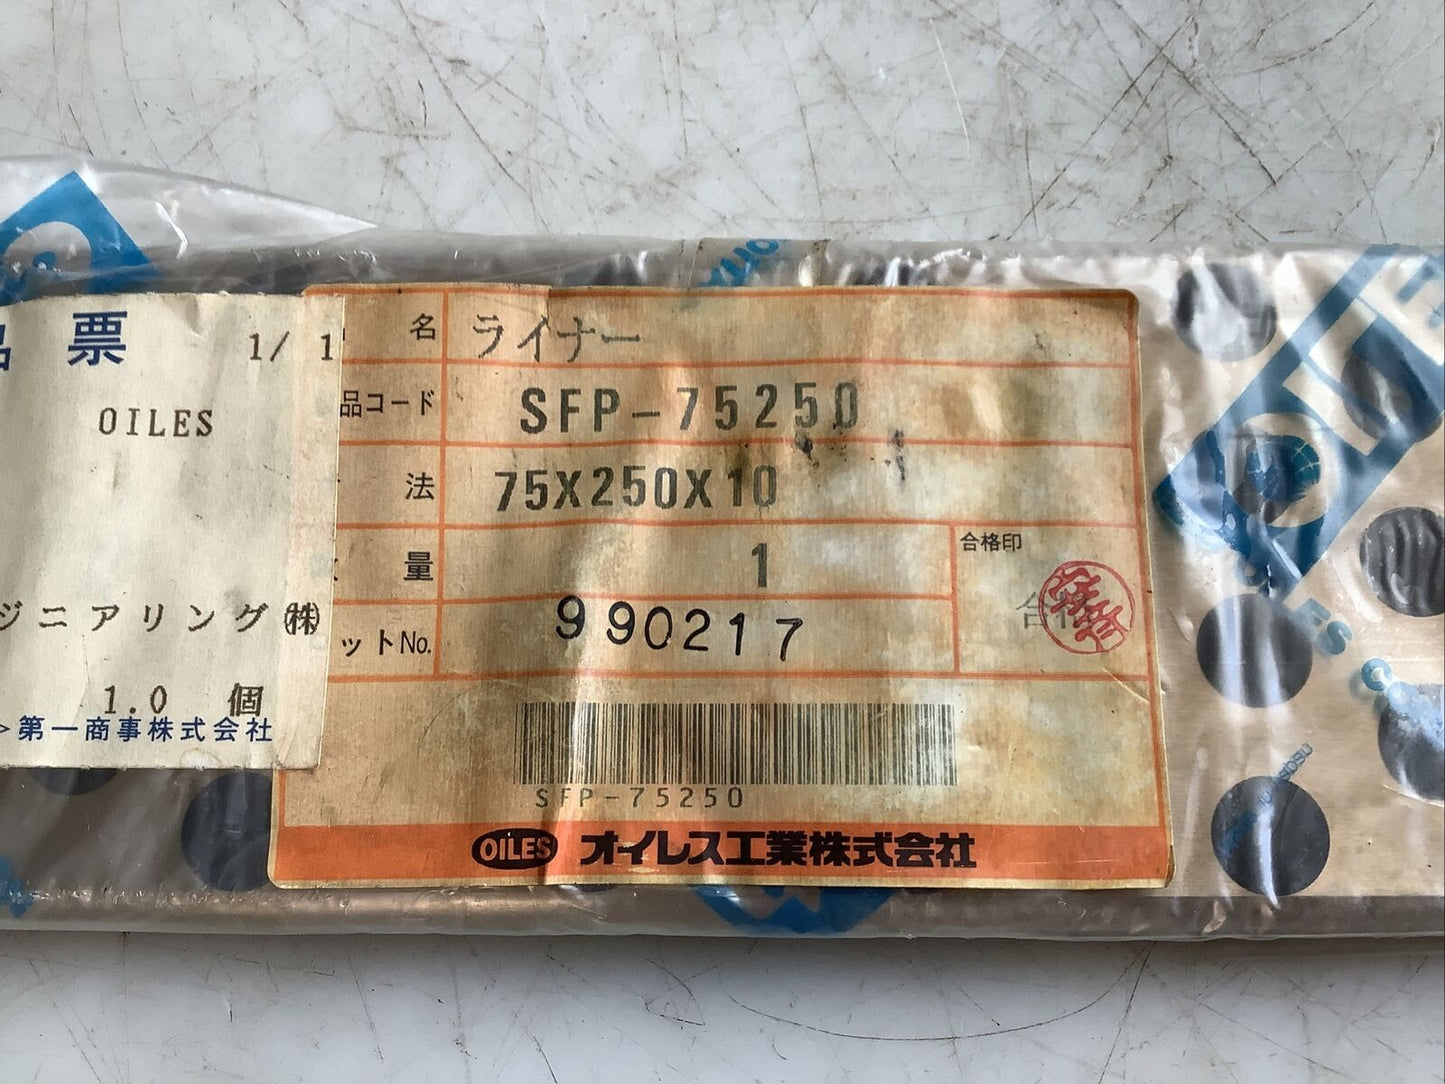 票 1/ 1
OILES
ジニアリング㈱
1.0 個
第一商事株式会社
名 ライナー
品コード SFP-75250
法 75X250X10
量 1
合格印
合格
ットNo. 990217
SFP-75250
OILES オイレス工業株式会社